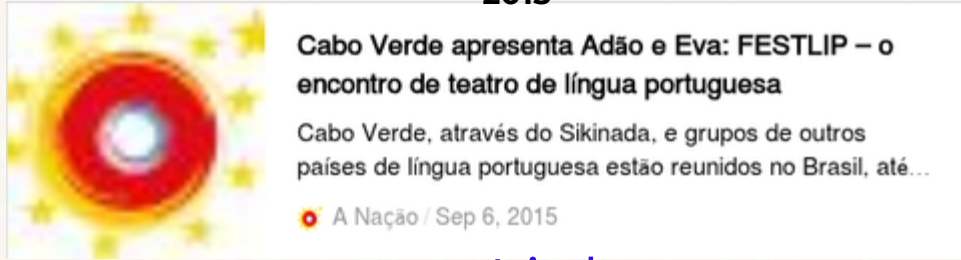 2015
Cabo Verde apresenta Adão e Eva: FESTLIP – o
encontro de teatro de língua portuguesa
Cabo Verde, através do Sikinada, e grupos de outros
países de língua portuguesa estão reunidos no Brasil, até...
A Nação / Sep 6, 2015